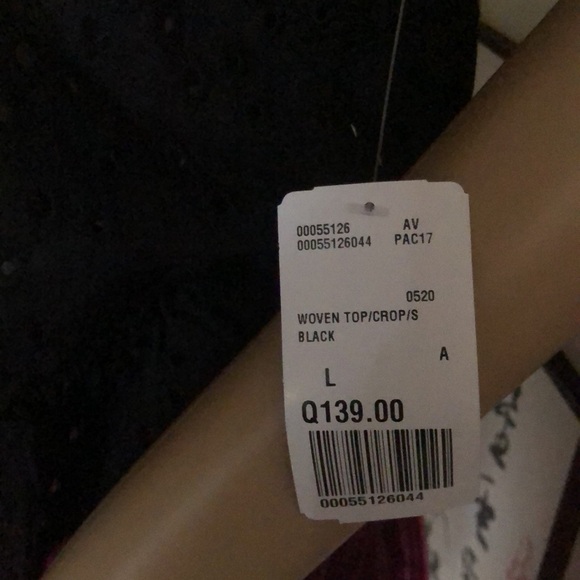 00055126 AV
00055126044 PAC17
0520
WOVEN TOP/CROP/S
BLACK
A
L
Q139.00
00055126044